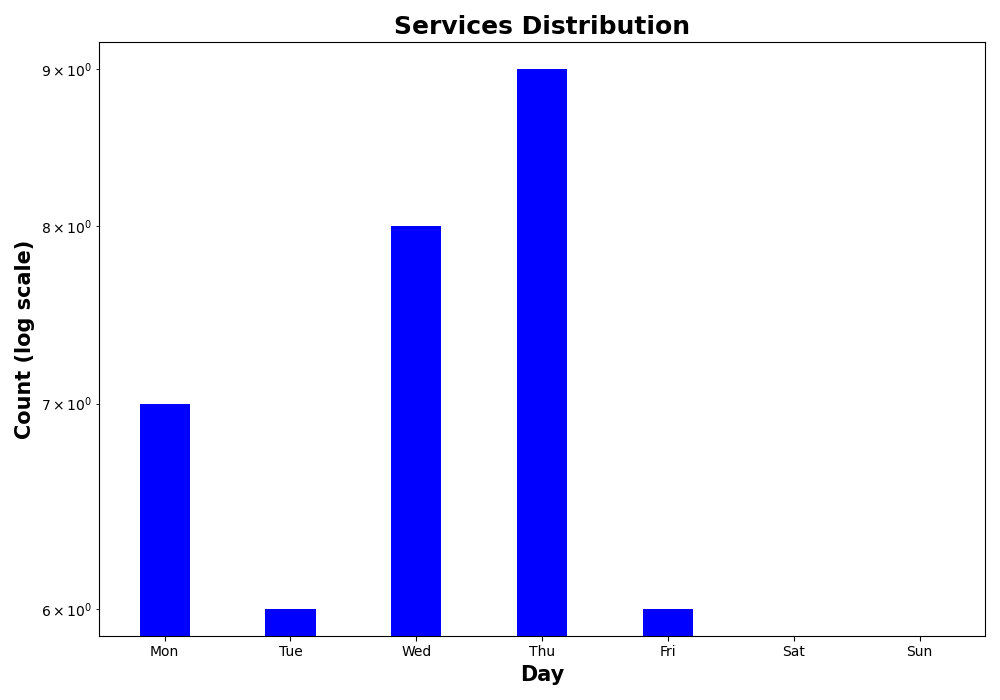 Services Distribution
Count (log scale)
9 × 10⁰
8 × 10⁰
7 × 10⁰
6 × 10⁰
Mon Tue Wed Thu Fri Sat Sun
Day